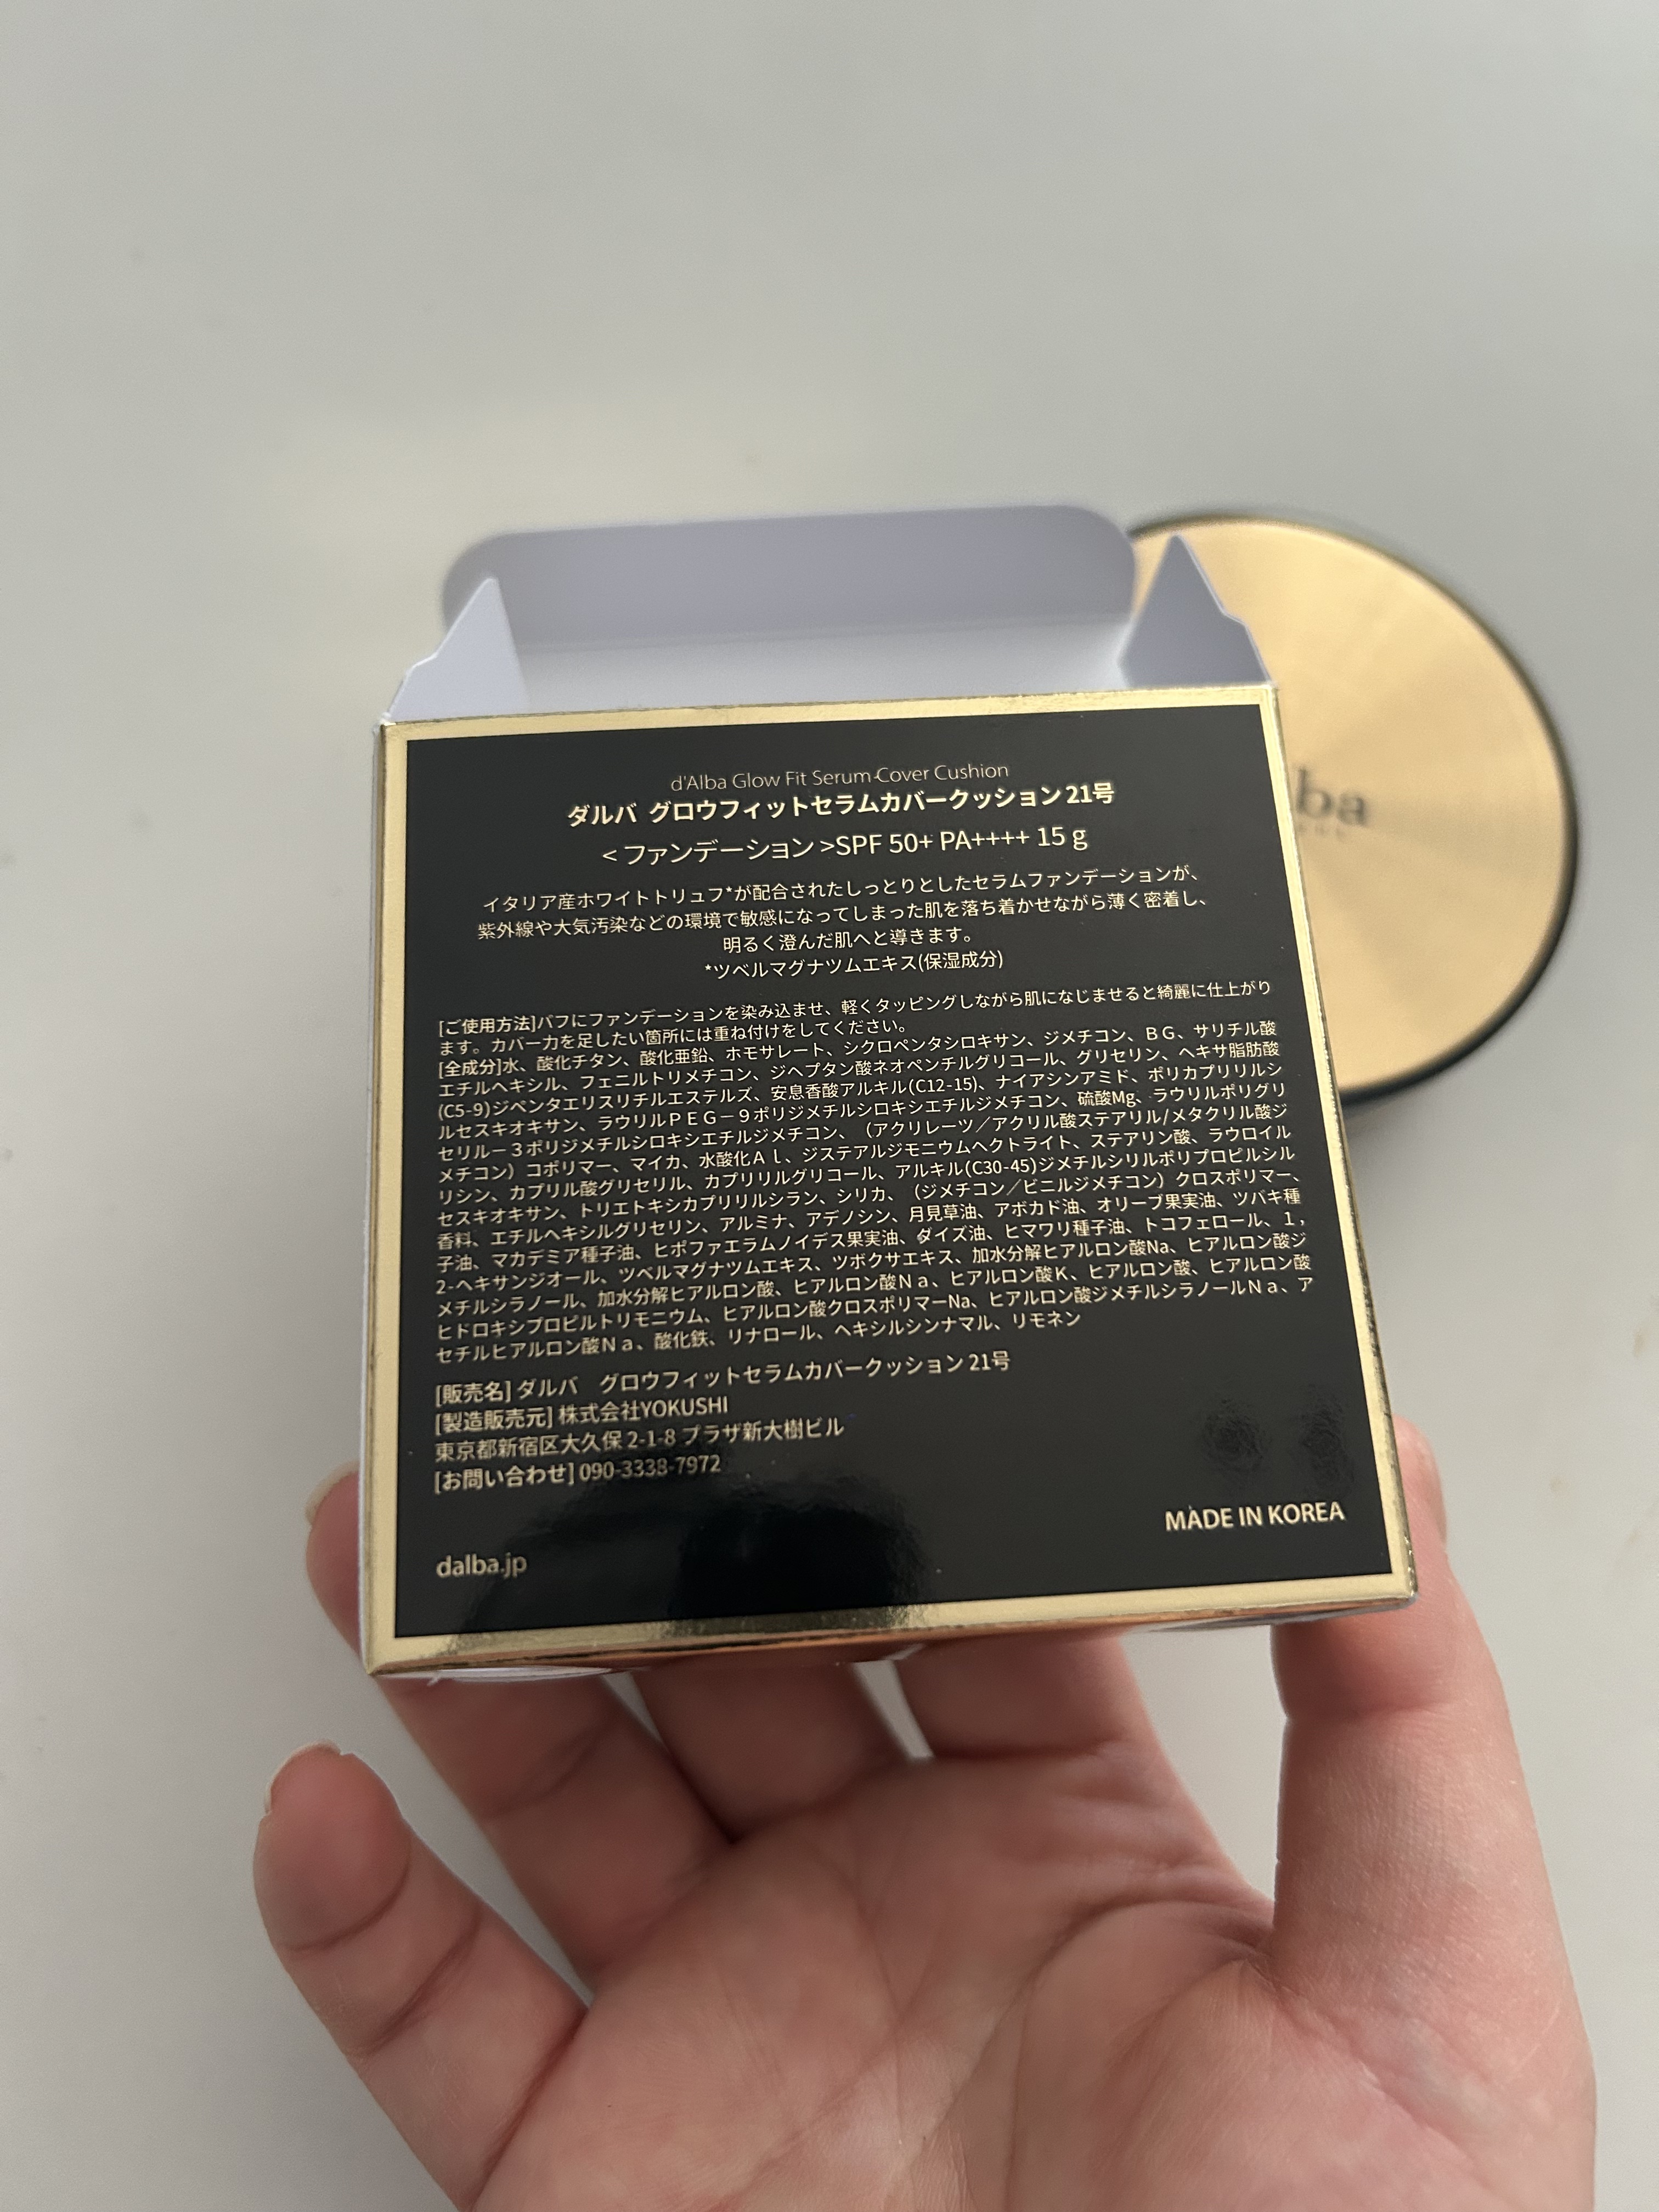 d'Alba Glow Fit Serum Cover Cushion
ダルバ グロウフィットセラムカバークッション21号
<ファンデーション>SPF 50+ PA++++ 15 g
イタリア産ホワイトトリュフ*が配合されたしっとりとしたセラムファンデーションが、
紫外線や大気汚染などの環境で敏感になってしまった肌を落ち着かせながら薄く密着し、
明るく澄んだ肌へと導きます。
*ツベルマグナツムエキス(保湿成分)
[ご使用方法]パフにファンデーションを染み込ませ、軽くタッピングしながら肌になじませると綺麗に仕上がり
ます。カバー力を足したい箇所には重ね付けをしてください。
[全成分]水、酸化チタン、酸化亜鉛、ホモサレート、シクロペンタシロキサン、ジメチコン、ＢＧ、サリチル酸
エチルヘキシル、フェニルトリメチコン、ジヘプタン酸ネオペンチルグリコール、グリセリン、ヘキサ脂肪酸
(C5-9)ジペンタエリスリチルエステルズ、安息香酸アルキル(C12-15)、ナイアシンアミド、ポリカプリリルシ
ルセスキオキサン、ラウリルＰＥＧ－９ポリジメチルシロキシエチルジメチコン、硫酸Mg、ラウリルポリグリ
セリル－３ポリジメチルシロキシエチルジメチコン、（アクリレーツ／アクリル酸ステアリル/メタクリル酸ジ
メチコン）コポリマー、マイカ、水酸化Ａｌ、ジステアルジモニウムヘクトライト、ステアリン酸、ラウロイル
リシン、カプリル酸グリセリル、カプリリルグリコール、アルキル(C30-45)ジメチルシリルポリプロピルシル
セスキオキサン、トリエトキシカプリリルシラン、シリカ、（ジメチコン／ビニルジメチコン）クロスポリマー、
香料、エチルヘキシルグリセリン、アルミナ、アデノシン、月見草油、アボカド油、オリーブ果実油、ツバキ種
子油、マカデミア種子油、ヒポファエラムノイデス果実油、ダイズ油、ヒマワリ種子油、トコフェロール、１，
2-ヘキサンジオール、ツベルマグナツムエキス、ツボクサエキス、加水分解ヒアルロン酸Na、ヒアルロン酸ジ
メチルシラノール、加水分解ヒアルロン酸、ヒアルロン酸Ｎａ、ヒアルロン酸Ｋ、ヒアルロン酸、ヒアルロン酸
ヒドロキシプロピルトリモニウム、ヒアルロン酸クロスポリマーNa、ヒアルロン酸ジメチルシラノールＮａ、ア
セチルヒアルロン酸Ｎａ、酸化鉄、リナロール、ヘキシルシンナマル、リモネン
[販売名] ダルバ　グロウフィットセラムカバークッション 21号
[製造販売元] 株式会社YOKUSHI
東京都新宿区大久保 2-1-8 プラザ新大樹ビル
[お問い合わせ] 090-3338-7972
MADE IN KOREA
dalba.jp